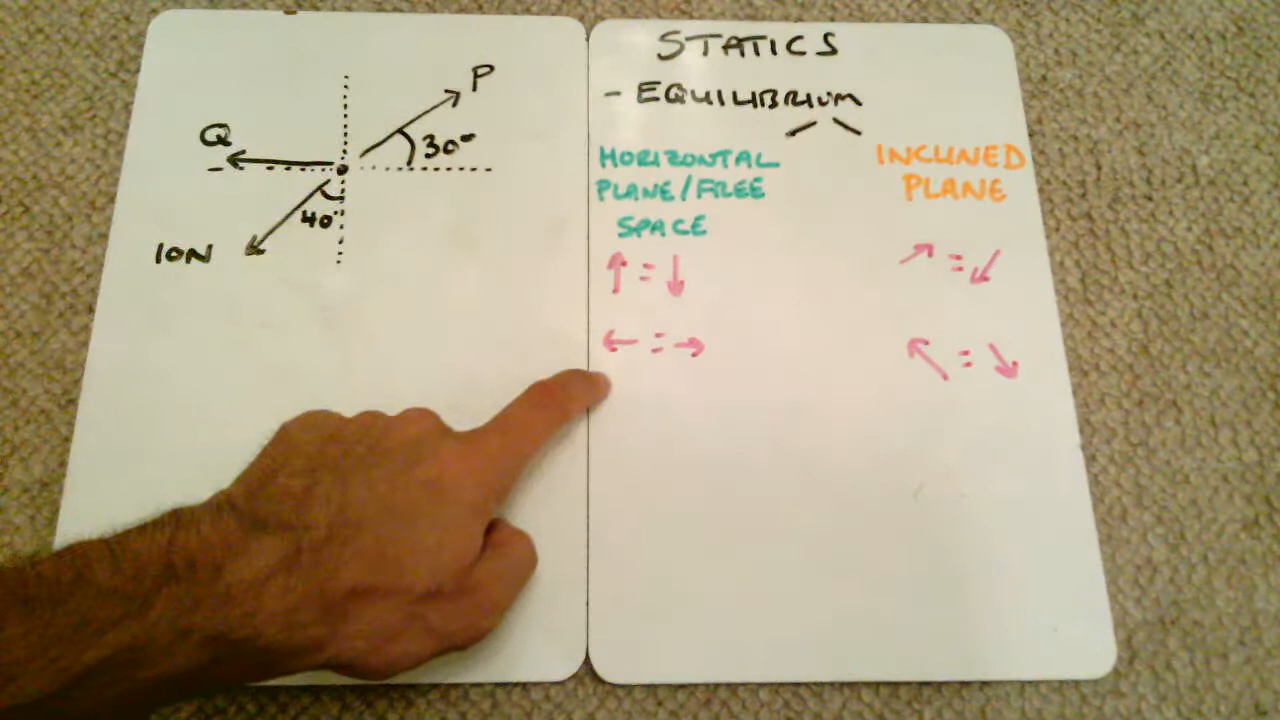 P
Q
30°
40°
10N
STATICS
- EQUILIBRIUM
HORIZONTAL
PLANE/FREE
SPACE
↑ = ↓
← = →
INCLINED
PLANE
↗ = ↙
↖ = ↘